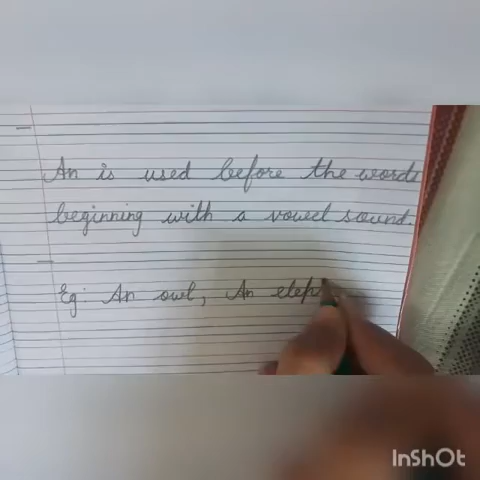 An is used before the words
beginning with a vowel sound.
Eg: An owl, An elep
InShOt